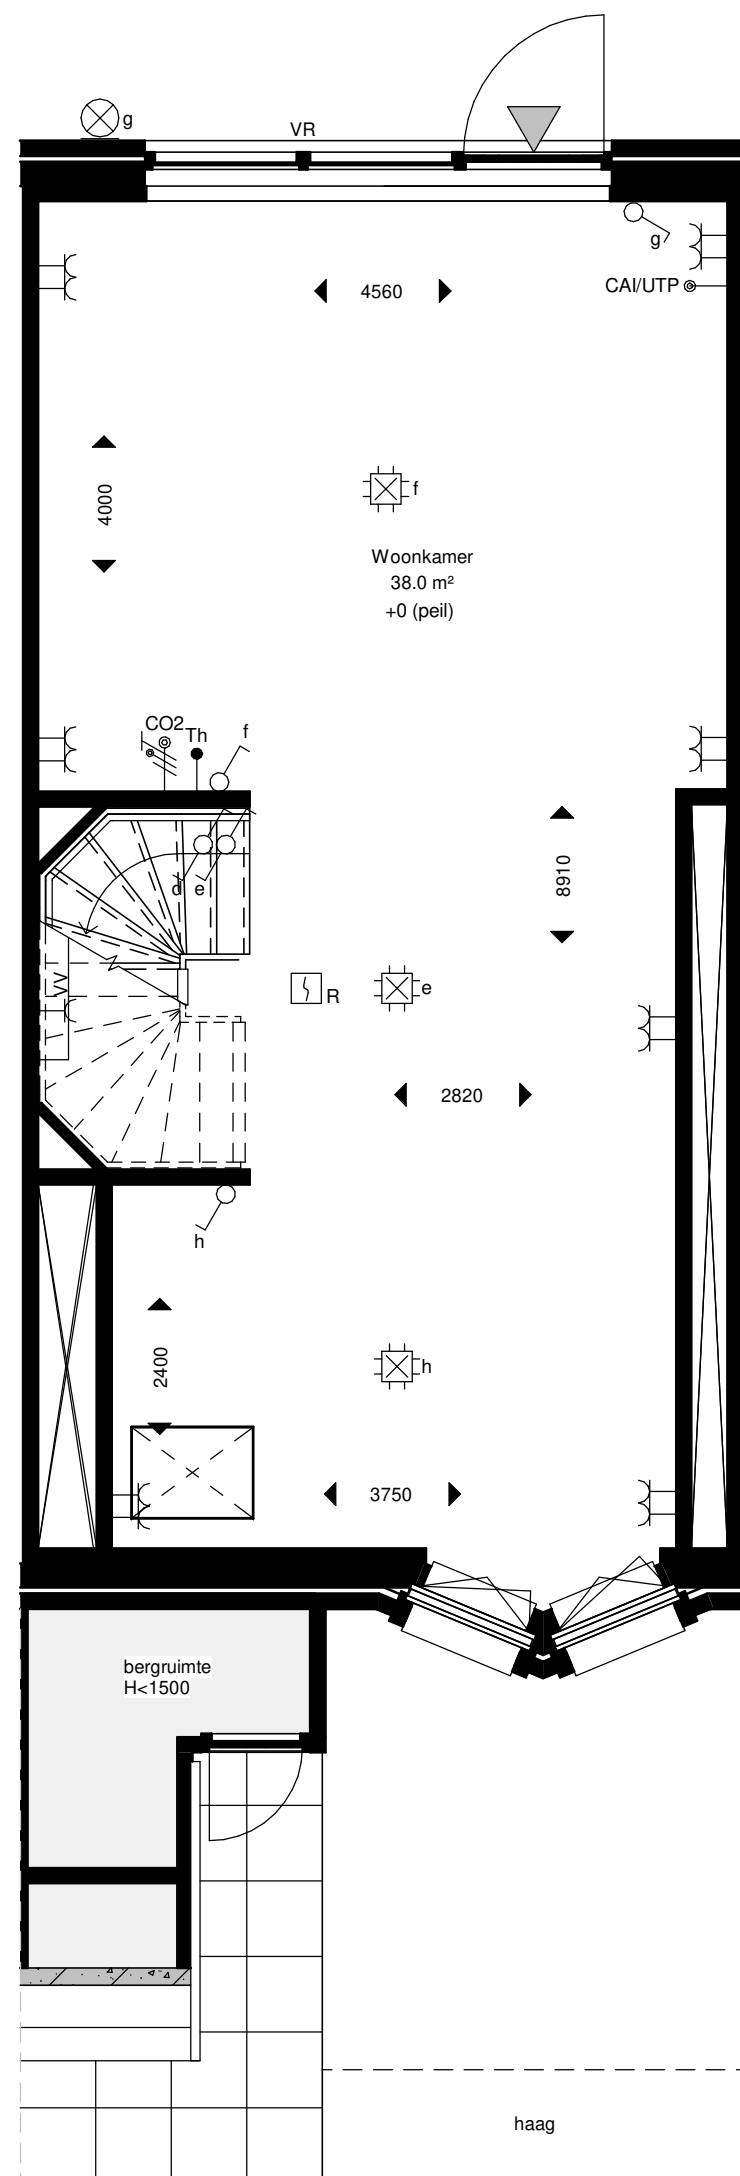 g
VR
g
CAI/UTP
4560
4000
f
Woonkamer
38.0 m²
+0 (peil)
CO2
Th
f
d
e
8910
VV
R
e
2820
h
2400
h
3750
bergruimte
H<1500
haag